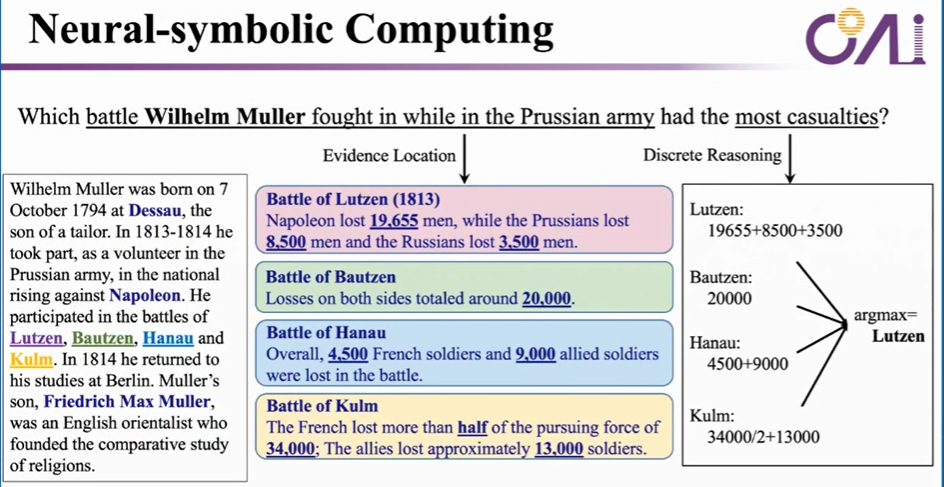 Neural-symbolic Computing
COAi
Which battle Wilhelm Muller fought in while in the Prussian army had the most casualties?
Evidence Location
Discrete Reasoning
Wilhelm Muller was born on 7
October 1794 at Dessau, the
son of a tailor. In 1813-1814 he
took part, as a volunteer in the
Prussian army, in the national
rising against Napoleon. He
participated in the battles of
Lutzen, Bautzen, Hanau and
Kulm. In 1814 he returned to
his studies at Berlin. Muller's
son, Friedrich Max Muller,
was an English orientalist who
founded the comparative study
of religions.
Battle of Lutzen (1813)
Napoleon lost 19,655 men, while the Prussians lost
8,500 men and the Russians lost 3,500 men.
Battle of Bautzen
Losses on both sides totaled around 20,000.
Battle of Hanau
Overall, 4,500 French soldiers and 9,000 allied soldiers
were lost in the battle.
Battle of Kulm
The French lost more than half of the pursuing force of
34,000; The allies lost approximately 13,000 soldiers.
Lutzen:
19655+8500+3500
Bautzen:
20000
Hanau:
4500+9000
Kulm:
34000/2+13000
argmax=
Lutzen